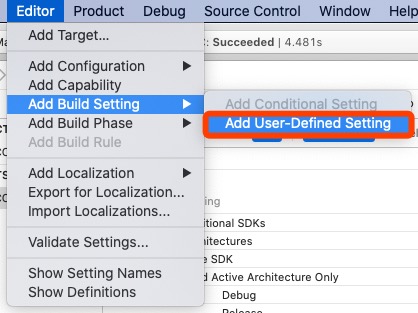 Editor Product Debug Source Control Window Help
Add Target...
Succeeded | 4.481s
Add Configuration
Add Capability
Add Build Setting
Add Conditional Setting
Add Build Phase
Add User-Defined Setting
Add Build Rule
Add Localization
Export for Localization...
Import Localizations...
Validate Settings...
Show Setting Names
Show Definitions
ting
itional SDKs
itectures
e SDK
d Active Architecture Only
Debug
Release